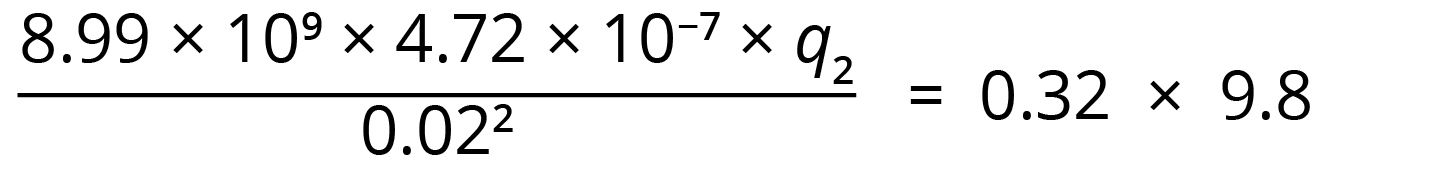 8.99 × 10⁹ × 4.72 × 10⁻⁷ × q₂
= 0.32 × 9.8
0.02²